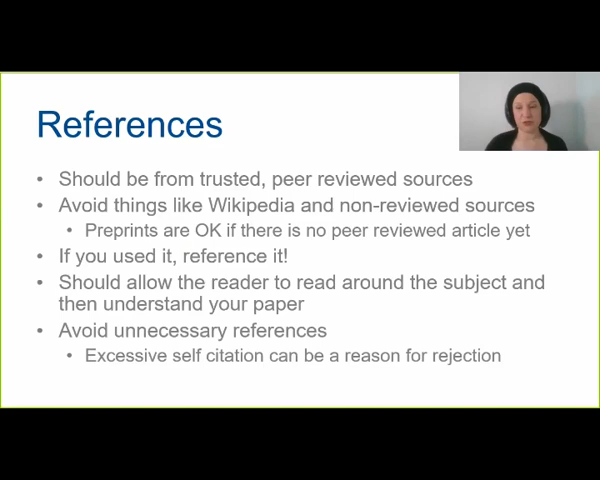 References
• Should be from trusted, peer reviewed sources
• Avoid things like Wikipedia and non-reviewed sources
• Preprints are OK if there is no peer reviewed article yet
• If you used it, reference it!
• Should allow the reader to read around the subject and
then understand your paper
• Avoid unnecessary references
• Excessive self citation can be a reason for rejection